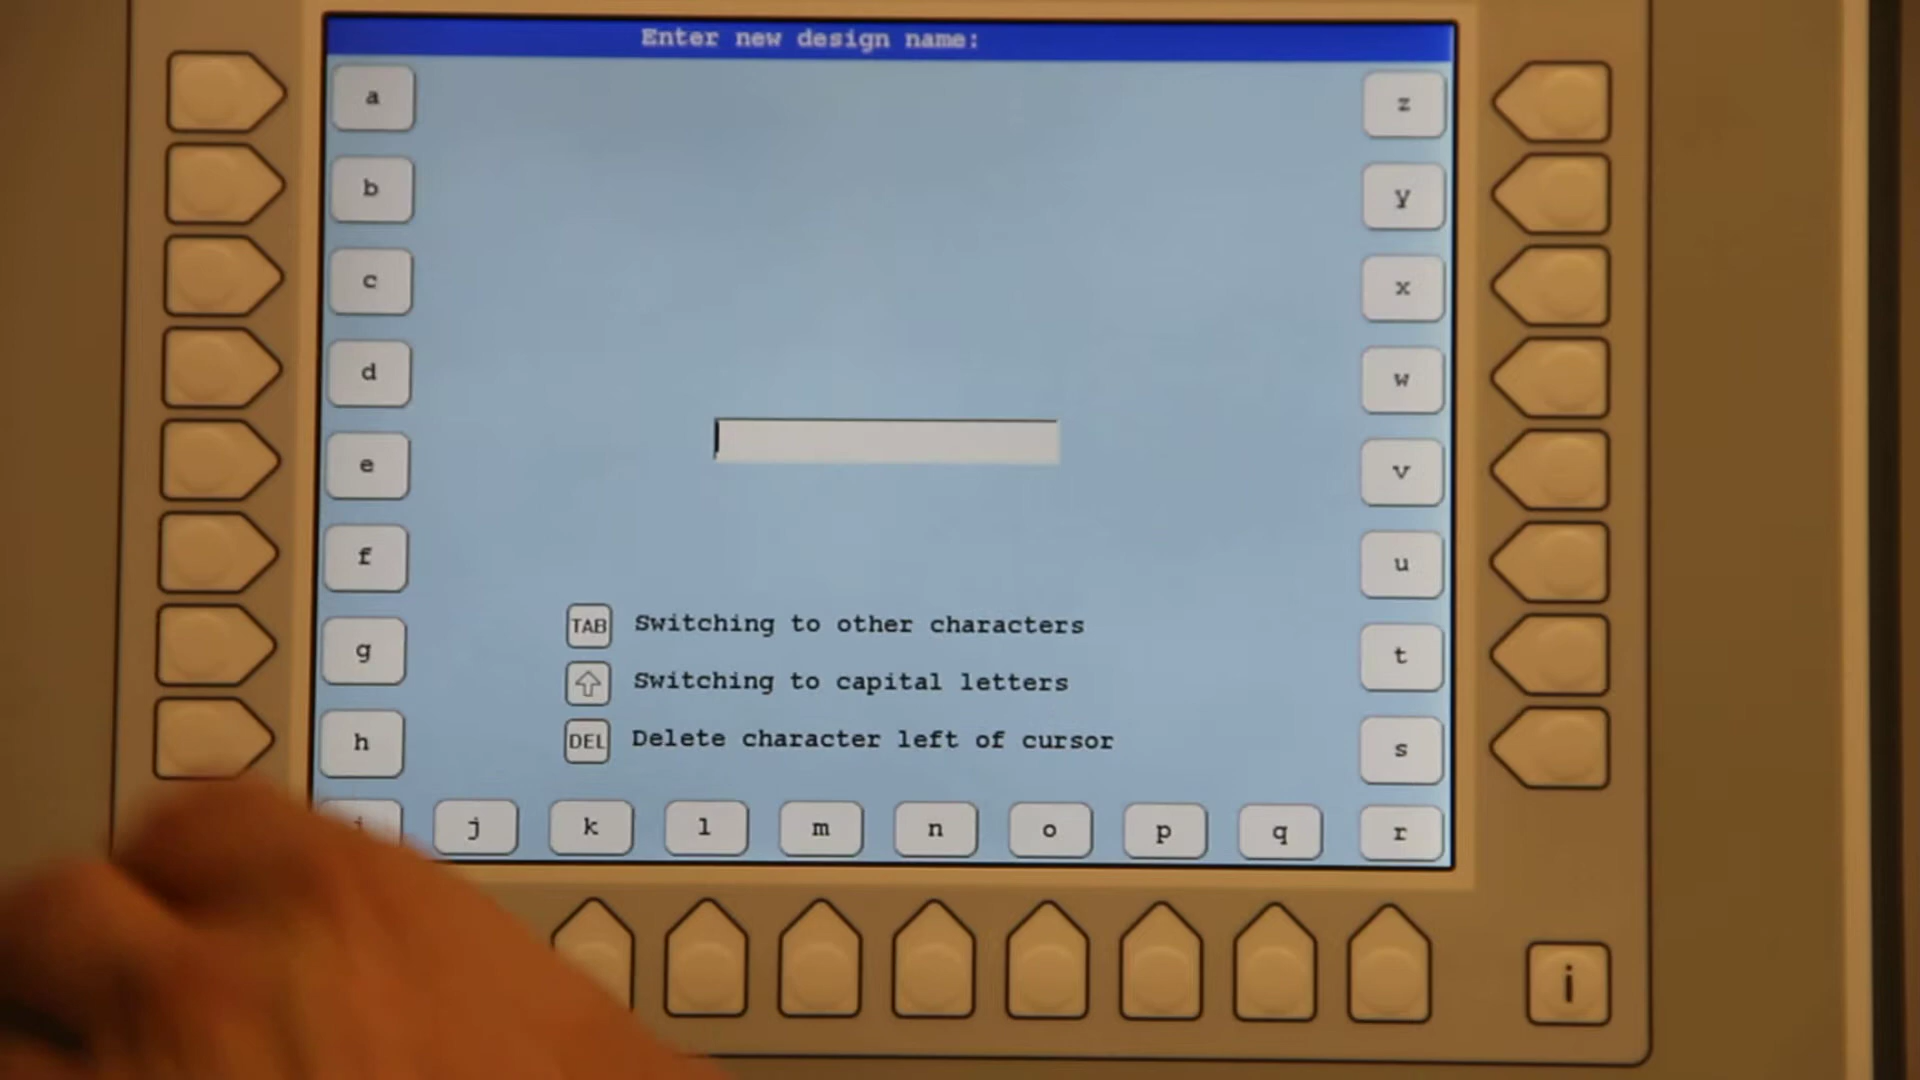 Enter new design name:
a
z
b
y
c
x
d
w
e
v
f
u
TAB Switching to other characters
g
t
Switching to capital letters
h
DEL Delete character left of cursor
s
i j k l m n o p q r
i